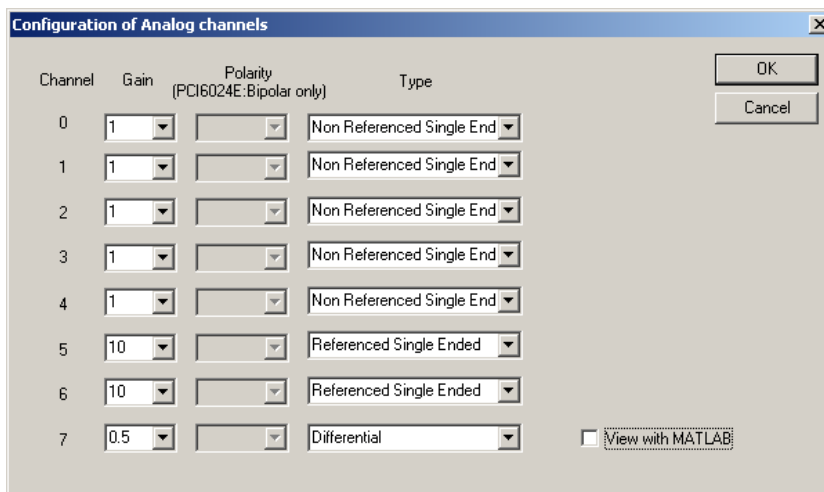 Configuration of Analog channels
Channel Gain Polarity (PCI6024E:Bipolar only) Type
OK
Cancel
0 1 Non Referenced Single End
1 1 Non Referenced Single End
2 1 Non Referenced Single End
3 1 Non Referenced Single End
4 1 Non Referenced Single End
5 10 Referenced Single Ended
6 10 Referenced Single Ended
7 0.5 Differential View with MATLAB